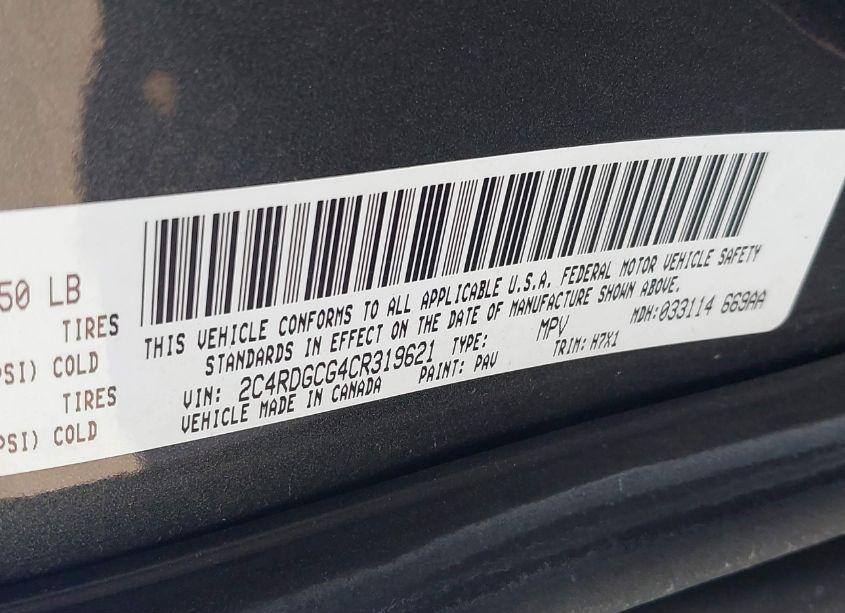 50 LB
TIRES
PSI) COLD
TIRES
PSI) COLD
THIS VEHICLE CONFORMS TO ALL APPLICABLE U.S.A. FEDERAL MOTOR VEHICLE SAFETY
STANDARDS IN EFFECT ON THE DATE OF MANUFACTURE SHOWN ABOVE.
VIN: 2C4RDGCG4CR319621 TYPE: MPV MDH:033114 669AA
VEHICLE MADE IN CANADA PAINT: PAV TRIM: H7X1